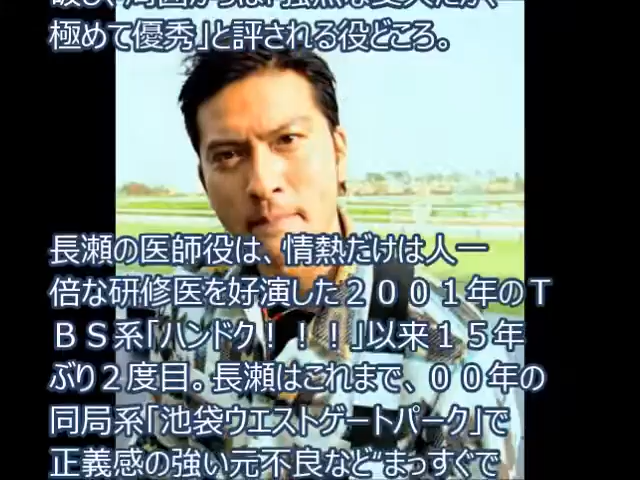 極めて優秀」と評される役どころ。
長瀬の医師役は、情熱だけは人一
倍な研修医を好演した２００１年のＴ
ＢＳ系「ハンドク！！！」以来１５年
ぶり２度目。長瀬はこれまで、００年の
同局系「池袋ウエストゲートパーク」で
正義感の強い元不良など“まっすぐで